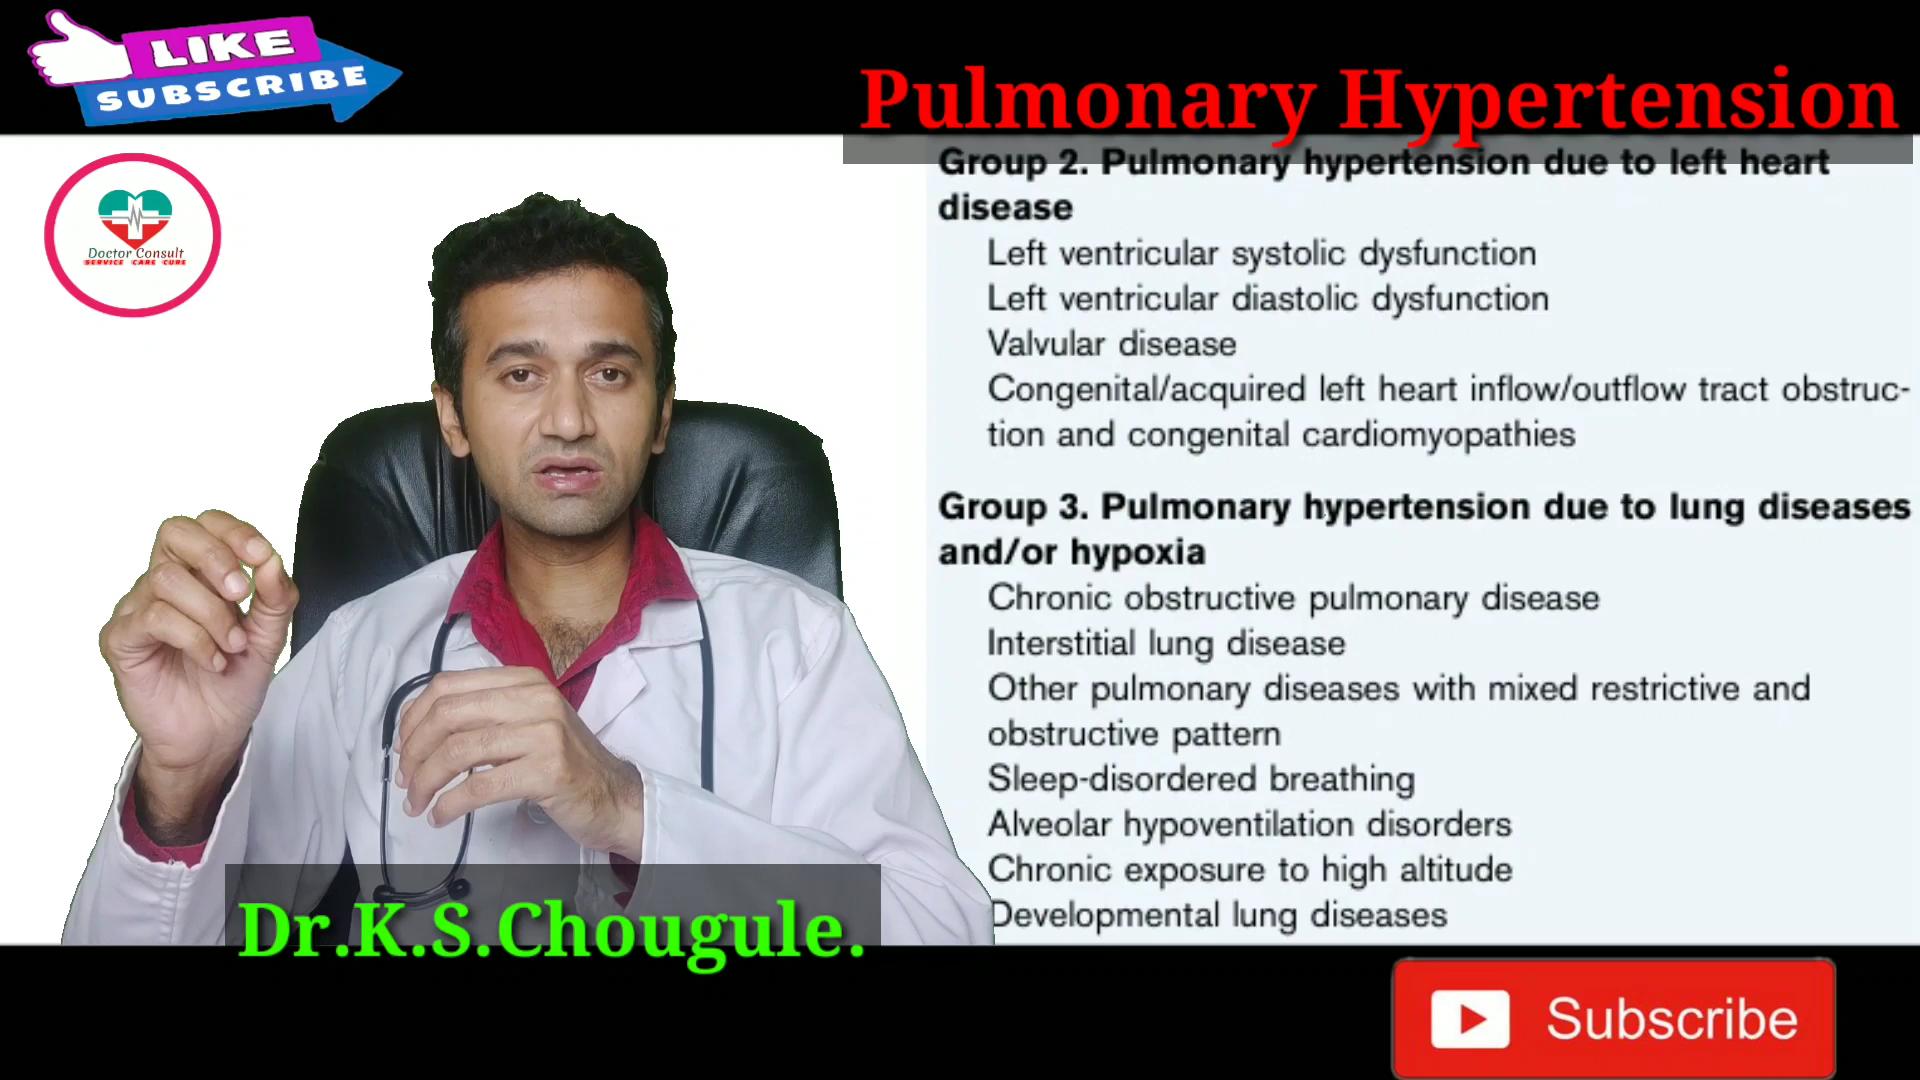 LIKE
SUBSCRIBE
Pulmonary Hypertension
Doctor Consult
SERVICE CARE CURE
Group 2. Pulmonary hypertension due to left heart
disease
Left ventricular systolic dysfunction
Left ventricular diastolic dysfunction
Valvular disease
Congenital/acquired left heart inflow/outflow tract obstruc-
tion and congenital cardiomyopathies
Group 3. Pulmonary hypertension due to lung diseases
and/or hypoxia
Chronic obstructive pulmonary disease
Interstitial lung disease
Other pulmonary diseases with mixed restrictive and
obstructive pattern
Sleep-disordered breathing
Alveolar hypoventilation disorders
Chronic exposure to high altitude
Developmental lung diseases
Dr.K.S.Chougule.
Subscribe